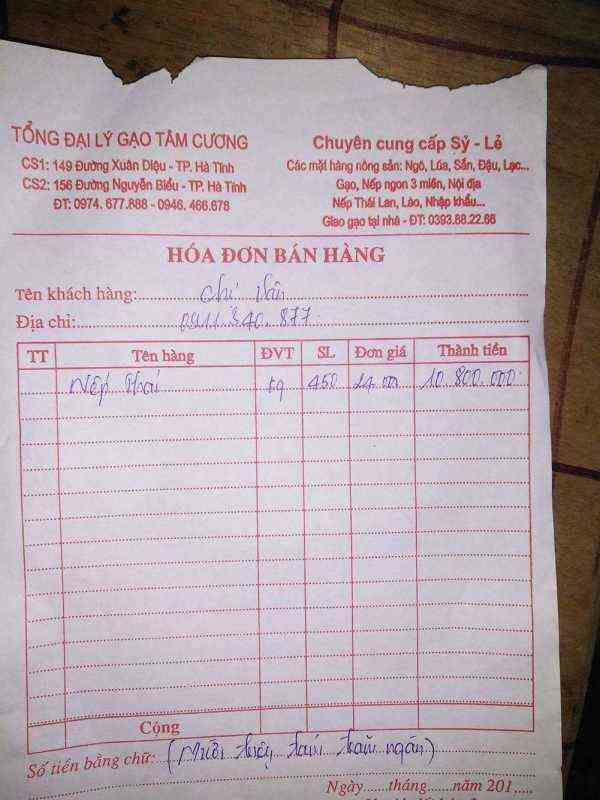 TỔNG ĐẠI LÝ GẠO TÂM CƯƠNG
CS1: 149 Đường Xuân Diệu - TP. Hà Tĩnh
CS2: 156 Đường Nguyễn Biểu - TP. Hà Tĩnh
ĐT: 0974. 677.888 - 0946. 466.678
Chuyên cung cấp Sỷ - Lẻ
Các mặt hàng nông sản: Ngô, Lúa, Sắn, Đậu, Lạc...
Gạo, Nếp ngon 3 miền, Nội địa
Nếp Thái Lan, Lào, Nhập khẩu...
Giao gạo tại nhà - ĐT: 0393.88.22.66
HÓA ĐƠN BÁN HÀNG
Tên khách hàng: Chị Vân
Địa chỉ: 0911.340.877
TT Tên hàng ĐVT SL Đơn giá Thành tiền
Nếp Thái kg 450 24.000 10.800.000
Cộng
Số tiền bằng chữ: (Mười triệu tám trăm ngàn)
Ngày......tháng......năm 201.....